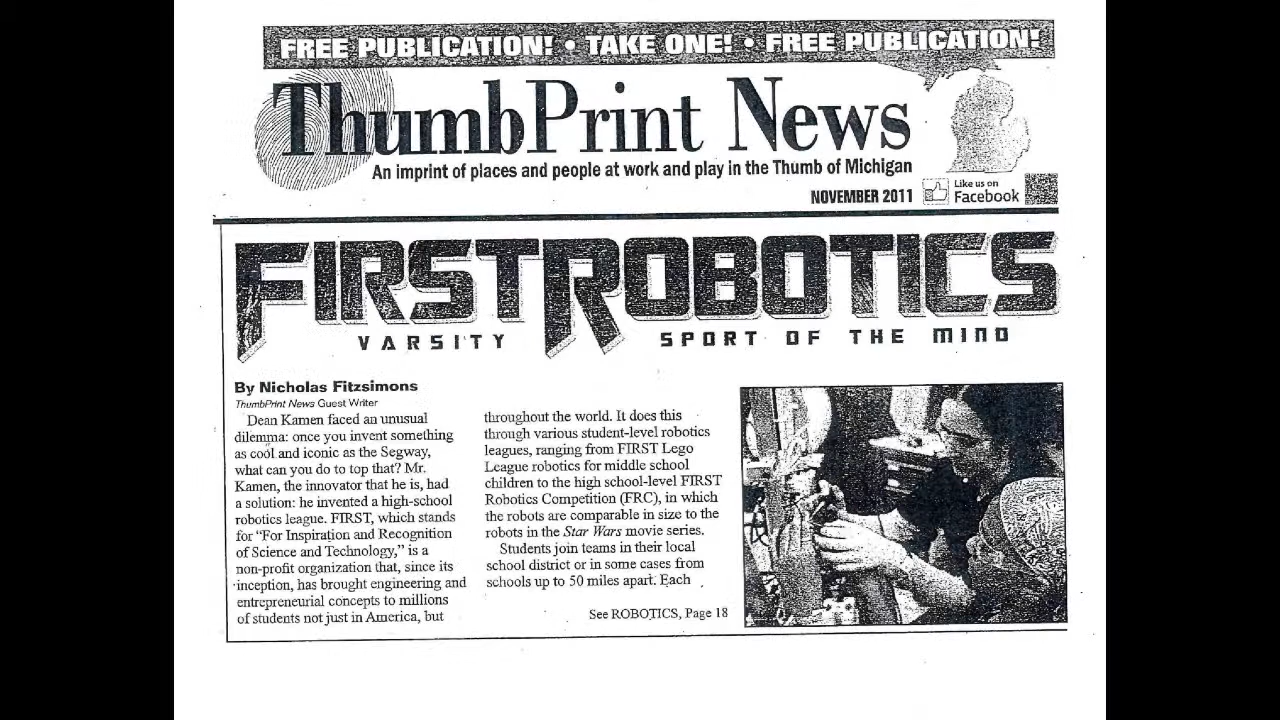 FREE PUBLICATION! • TAKE ONE! • FREE PUBLICATION!
ThumbPrint News
An imprint of places and people at work and play in the Thumb of Michigan
NOVEMBER 2011
Like us on
Facebook
FIRST ROBOTICS
VARSITY SPORT OF THE MIND
By Nicholas Fitzsimons
ThumbPrint News Guest Writer
Dean Kamen faced an unusual
dilemma: once you invent something
as cool and iconic as the Segway,
what can you do to top that? Mr.
Kamen, the innovator that he is, had
a solution: he invented a high-school
robotics league. FIRST, which stands
for “For Inspiration and Recognition
of Science and Technology,” is a
non-profit organization that, since its
inception, has brought engineering and
entrepreneurial concepts to millions
of students not just in America, but
throughout the world. It does this
through various student-level robotics
leagues, ranging from FIRST Lego
League robotics for middle school
children to the high school-level FIRST
Robotics Competition (FRC), in which
the robots are comparable in size to the
robots in the Star Wars movie series.
Students join teams in their local
school district or in some cases from
schools up to 50 miles apart. Each
See ROBOTICS, Page 18